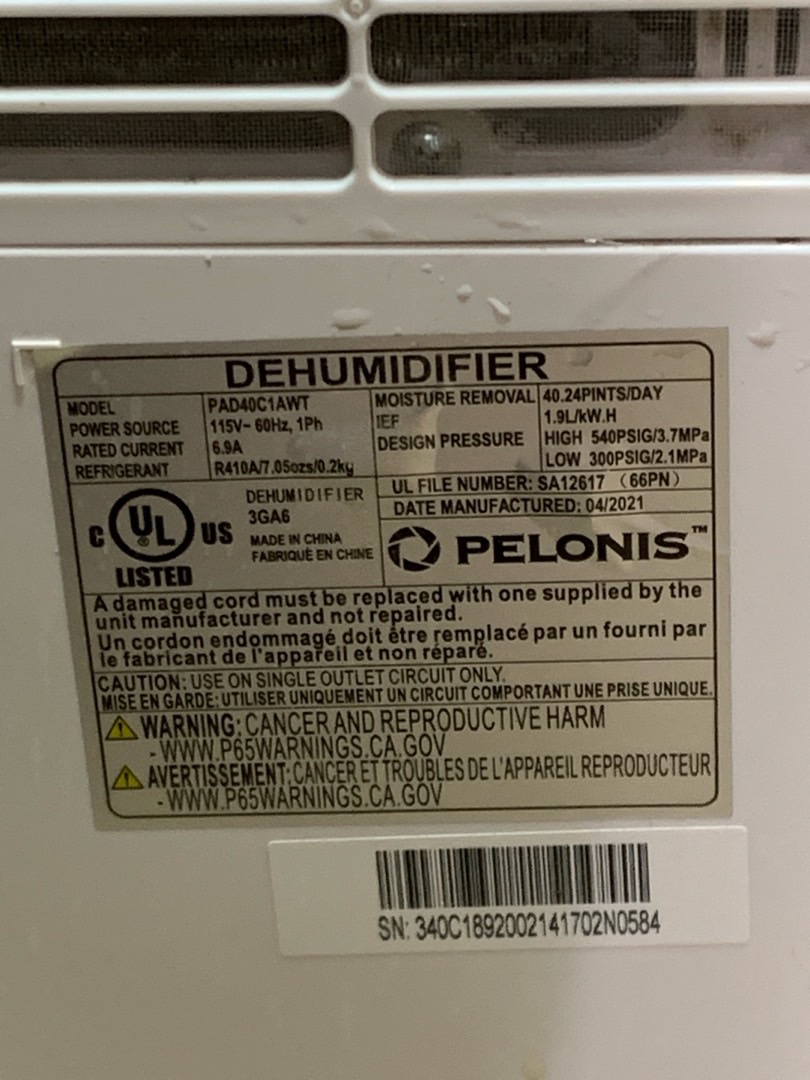 DEHUMIDIFIER
MODEL PAD40C1AWT
POWER SOURCE 115V~ 60Hz, 1Ph
RATED CURRENT 6.9A
REFRIGERANT R410A/7.05ozs/0.2kg
MOISTURE REMOVAL 40.24PINTS/DAY
IEF 1.9L/kW.H
DESIGN PRESSURE HIGH 540PSIG/3.7MPa
LOW 300PSIG/2.1MPa
C UL US
LISTED
DEHUMIDIFIER
3GA6
MADE IN CHINA
FABRIQUÉ EN CHINE
UL FILE NUMBER: SA12617 (66PN)
DATE MANUFACTURED: 04/2021
PELONIS™
A damaged cord must be replaced with one supplied by the
unit manufacturer and not repaired.
Un cordon endommagé doit être remplacé par un fourni par
le fabricant de l'appareil et non réparé.
CAUTION: USE ON SINGLE OUTLET CIRCUIT ONLY.
MISE EN GARDE: UTILISER UNIQUEMENT UN CIRCUIT COMPORTANT UNE PRISE UNIQUE.
WARNING: CANCER AND REPRODUCTIVE HARM
- WWW.P65WARNINGS.CA.GOV
AVERTISSEMENT: CANCER ET TROUBLES DE L'APPAREIL REPRODUCTEUR
- WWW.P65WARNINGS.CA.GOV
SN: 340C1892002141702N0584